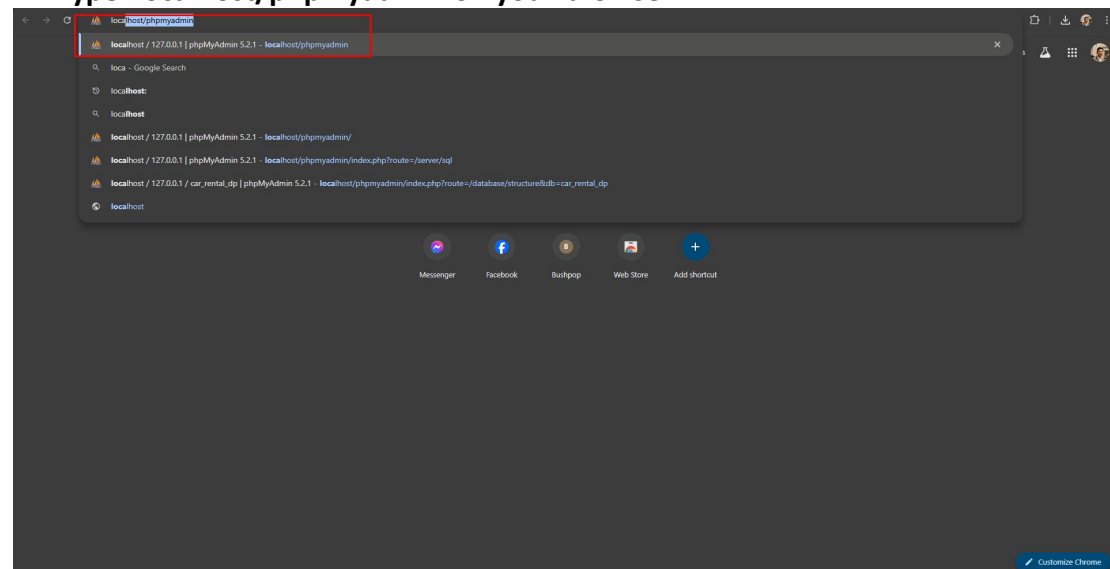 loca lhost/phpmyadmin
localhost / 127.0.0.1 | phpMyAdmin 5.2.1 - localhost/phpmyadmin
loca - Google Search
localhost:
localhost
localhost / 127.0.0.1 | phpMyAdmin 5.2.1 - localhost/phpmyadmin/
localhost / 127.0.0.1 | phpMyAdmin 5.2.1 - localhost/phpmyadmin/index.php?route=/server/sql
localhost / 127.0.0.1 / car_rental_dp | phpMyAdmin 5.2.1 - localhost/phpmyadmin/index.php?route=/database/structure&db=car_rental_dp
localhost
B
Messenger Facebook Bushpop Web Store Add shortcut
Customize Chrome